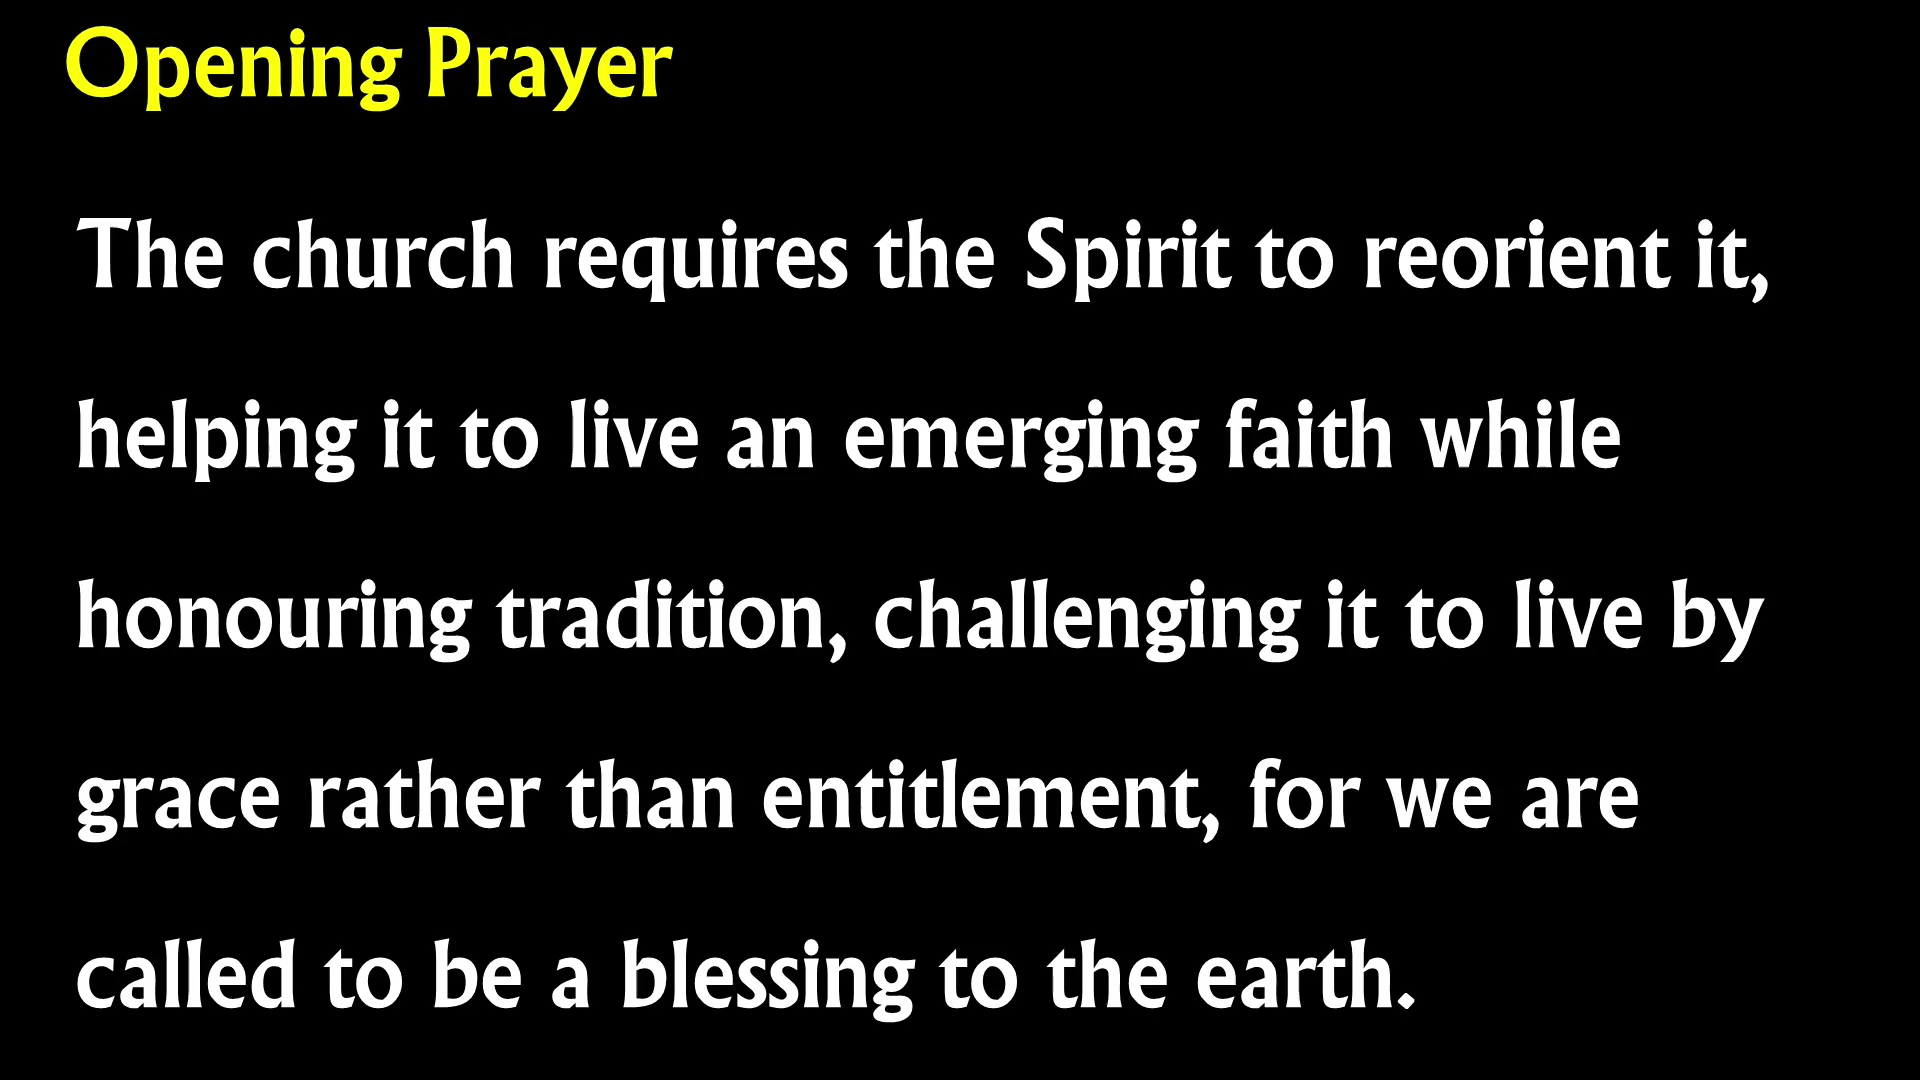 Opening Prayer
The church requires the Spirit to reorient it,
helping it to live an emerging faith while
honouring tradition, challenging it to live by
grace rather than entitlement, for we are
called to be a blessing to the earth.